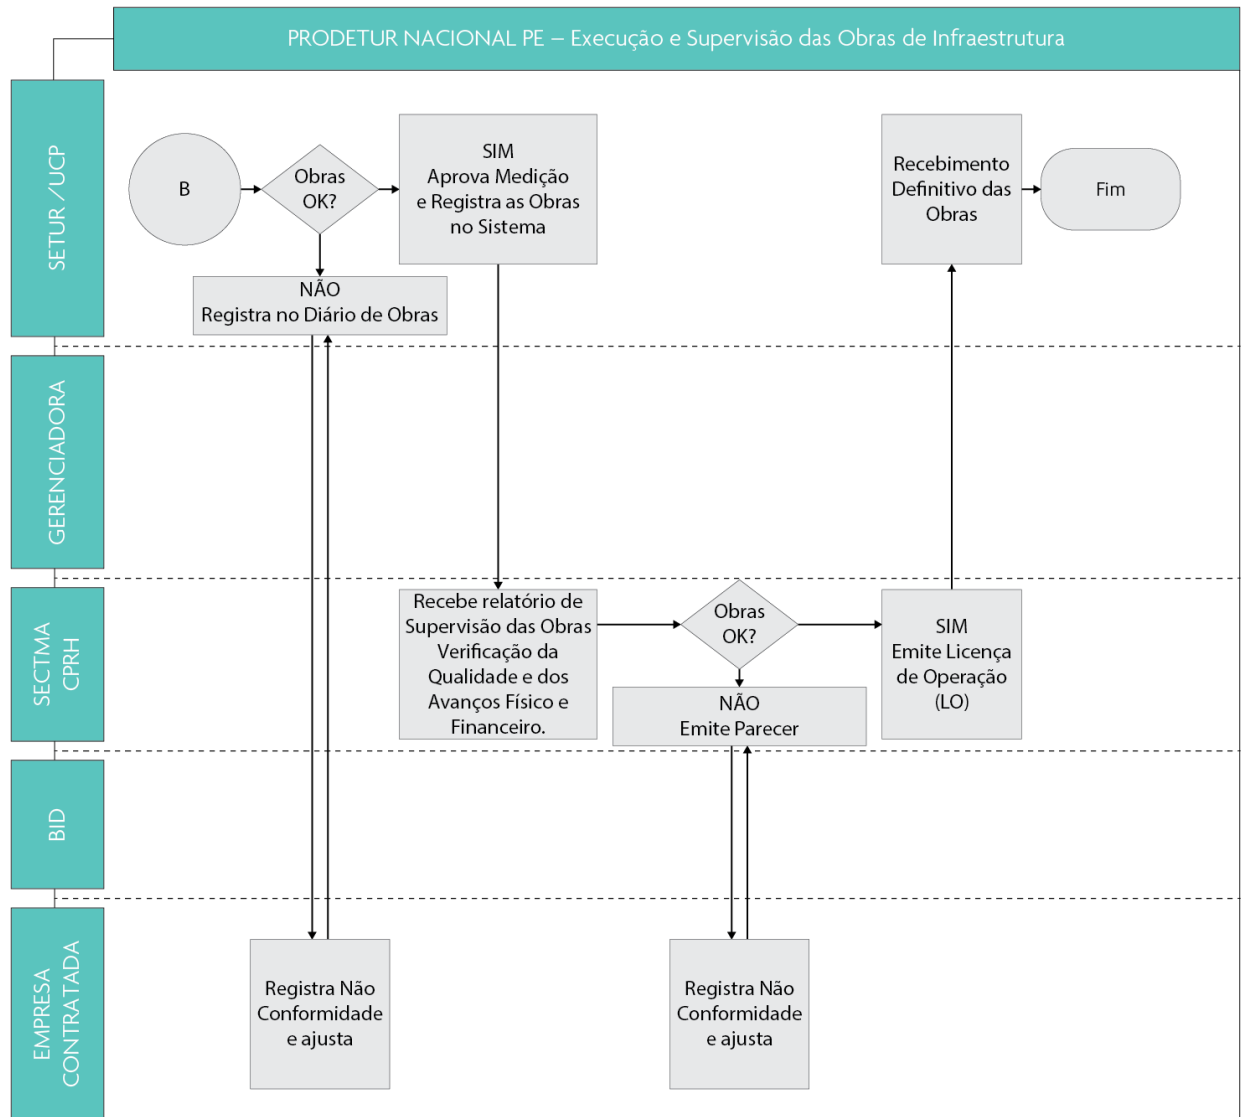 PRODETUR NACIONAL PE – Execução e Supervisão das Obras de Infraestrutura
SETUR /UCP
B
Obras
OK?
SIM
Aprova Medição
e Registra as Obras
no Sistema
NÃO
Registra no Diário de Obras
Recebimento
Definitivo das
Obras
Fim
GERENCIADORA
SECTMA
CPRH
Recebe relatório de
Supervisão das Obras
Verificação da
Qualidade e dos
Avanços Físico e
Financeiro.
Obras
OK?
NÃO
Emite Parecer
SIM
Emite Licença
de Operação
(LO)
BID
EMPRESA
CONTRATADA
Registra Não
Conformidade
e ajusta
Registra Não
Conformidade
e ajusta